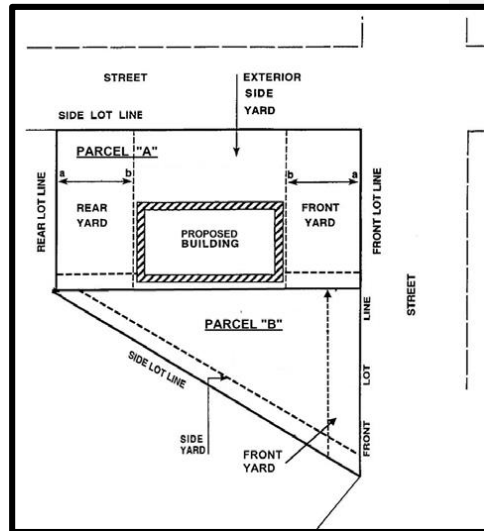 STREET
EXTERIOR
SIDE
YARD
SIDE LOT LINE
PARCEL "A"
a b
b a
REAR LOT LINE
REAR
YARD
PROPOSED
BUILDING
FRONT
YARD
FRONT LOT LINE
STREET
PARCEL "B"
SIDE LOT LINE
SIDE
YARD
FRONT
YARD
FRONT LOT LINE